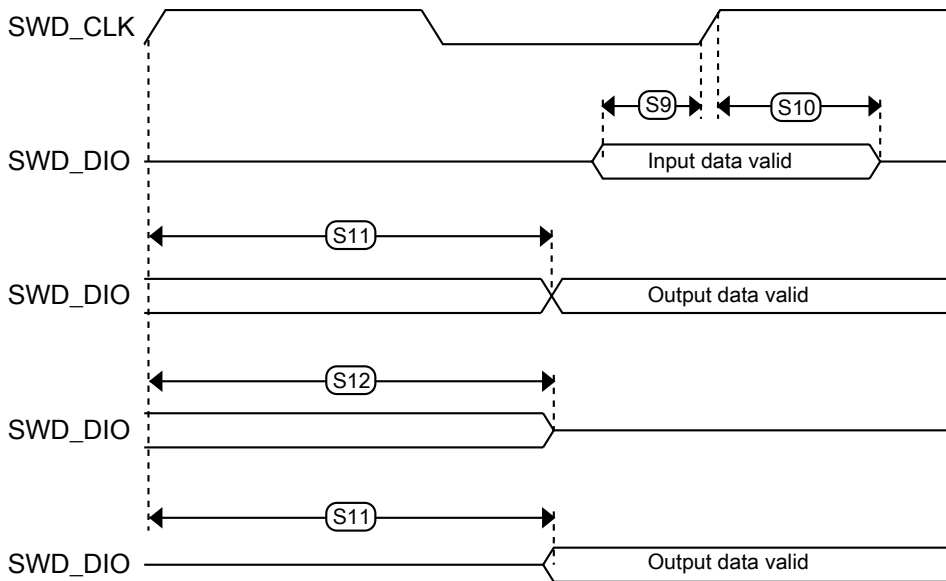 SWD_CLK
S9
S10
SWD_DIO
Input data valid
S11
SWD_DIO
Output data valid
S12
SWD_DIO
S11
SWD_DIO
Output data valid